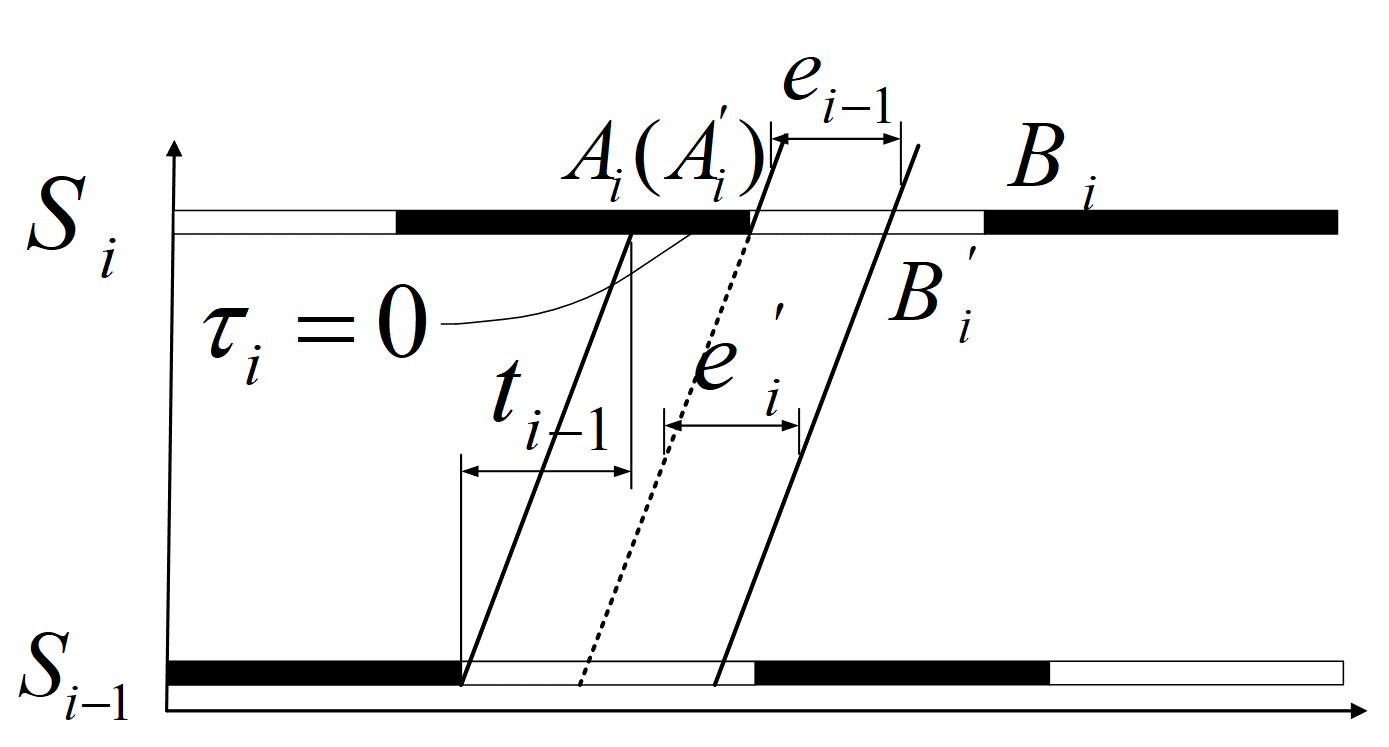 e_{i-1}
A_i(A_i') B_i
S_i
B_i'
τ_i = 0
e_i'
t_{i-1}
S_{i-1}